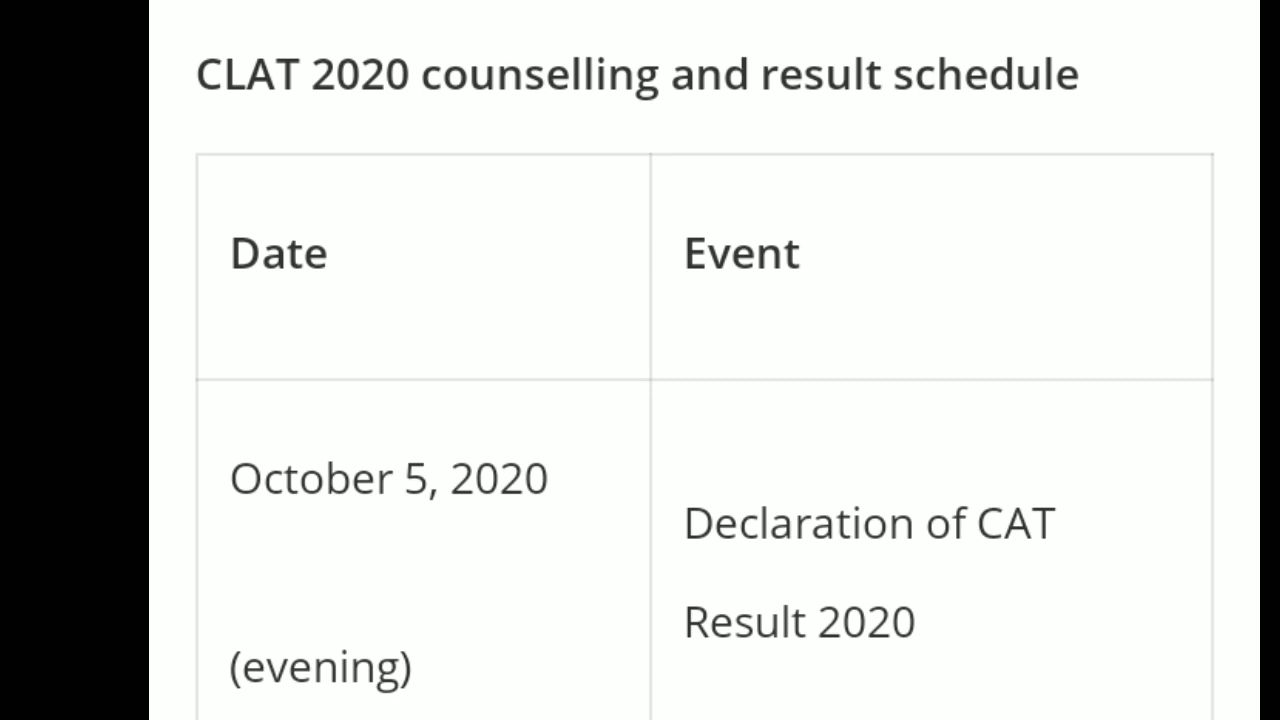 CLAT 2020 counselling and result schedule
Date
Event
October 5, 2020
(evening)
Declaration of CAT
Result 2020